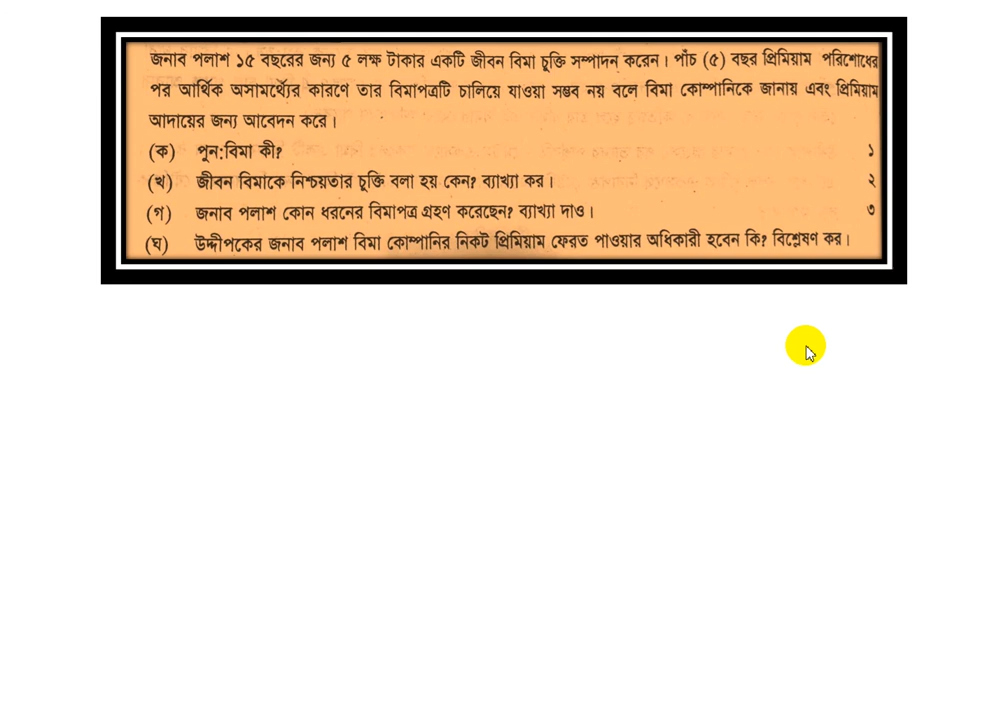 জনাব পলাশ ১৫ বছরের জন্য ৫ লক্ষ টাকার একটি জীবন বিমা চুক্তি সম্পাদন করেন। পাঁচ (৫) বছর প্রিমিয়াম পরিশোধের
পর আর্থিক অসামর্থ্যের কারণে তার বিমাপত্রটি চালিয়ে যাওয়া সম্ভব নয় বলে বিমা কোম্পানিকে জানায় এবং প্রিমিয়াম
আদায়ের জন্য আবেদন করে।
(ক) পুন:বিমা কী? ১
(খ) জীবন বিমাকে নিশ্চয়তার চুক্তি বলা হয় কেন? ব্যাখ্যা কর। ২
(গ) জনাব পলাশ কোন ধরনের বিমাপত্র গ্রহণ করেছেন? ব্যাখ্যা দাও। ৩
(ঘ) উদ্দীপকের জনাব পলাশ বিমা কোম্পানির নিকট প্রিমিয়াম ফেরত পাওয়ার অধিকারী হবেন কি? বিশ্লেষণ কর।